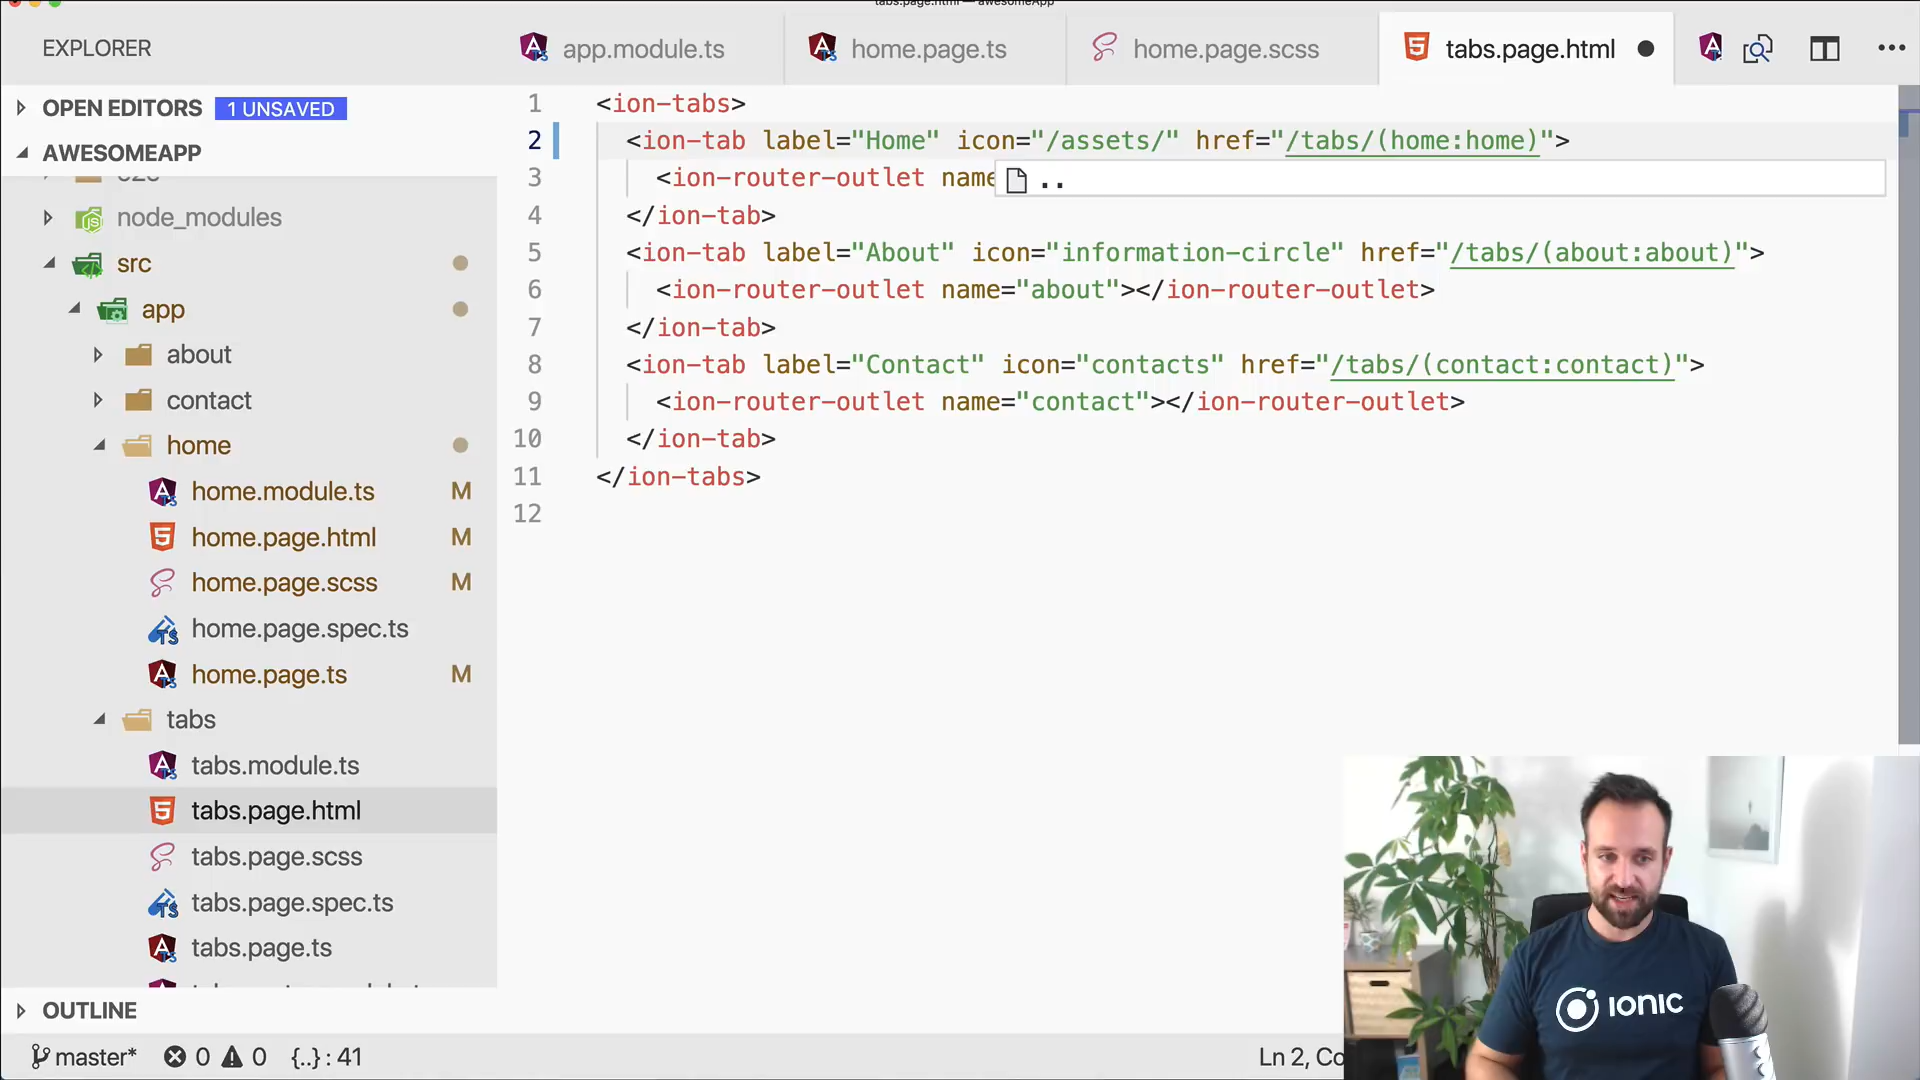 tabs.page.html — awesomeApp
EXPLORER
app.module.ts
home.page.ts
home.page.scss
tabs.page.html
OPEN EDITORS 1 UNSAVED
AWESOMEAPP
node_modules
src
app
about
contact
home
home.module.ts M
home.page.html M
home.page.scss M
home.page.spec.ts
home.page.ts M
tabs
tabs.module.ts
tabs.page.html
tabs.page.scss
tabs.page.spec.ts
tabs.page.ts
OUTLINE
1 <ion-tabs>
2 <ion-tab label="Home" icon="/assets/" href="/tabs/(home:home)">
3 <ion-router-outlet name
..
4 </ion-tab>
5 <ion-tab label="About" icon="information-circle" href="/tabs/(about:about)">
6 <ion-router-outlet name="about"></ion-router-outlet>
7 </ion-tab>
8 <ion-tab label="Contact" icon="contacts" href="/tabs/(contact:contact)">
9 <ion-router-outlet name="contact"></ion-router-outlet>
10 </ion-tab>
11 </ion-tabs>
12
master* 0 0 {..} : 41
Ln 2, Co
IONIC